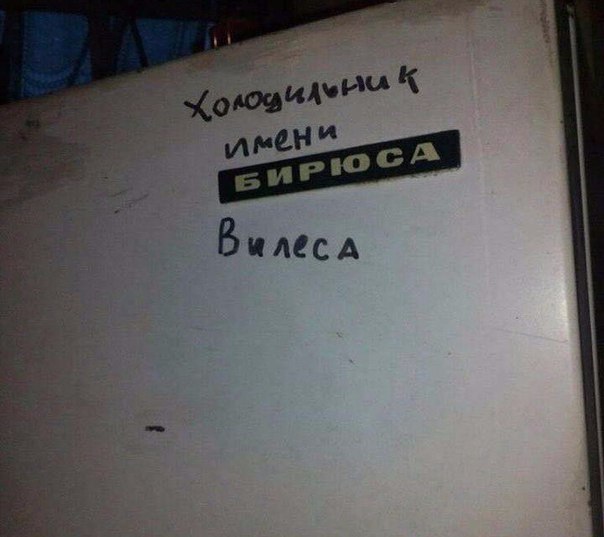 Холодильник
имени
БИРЮСА
Вилеса